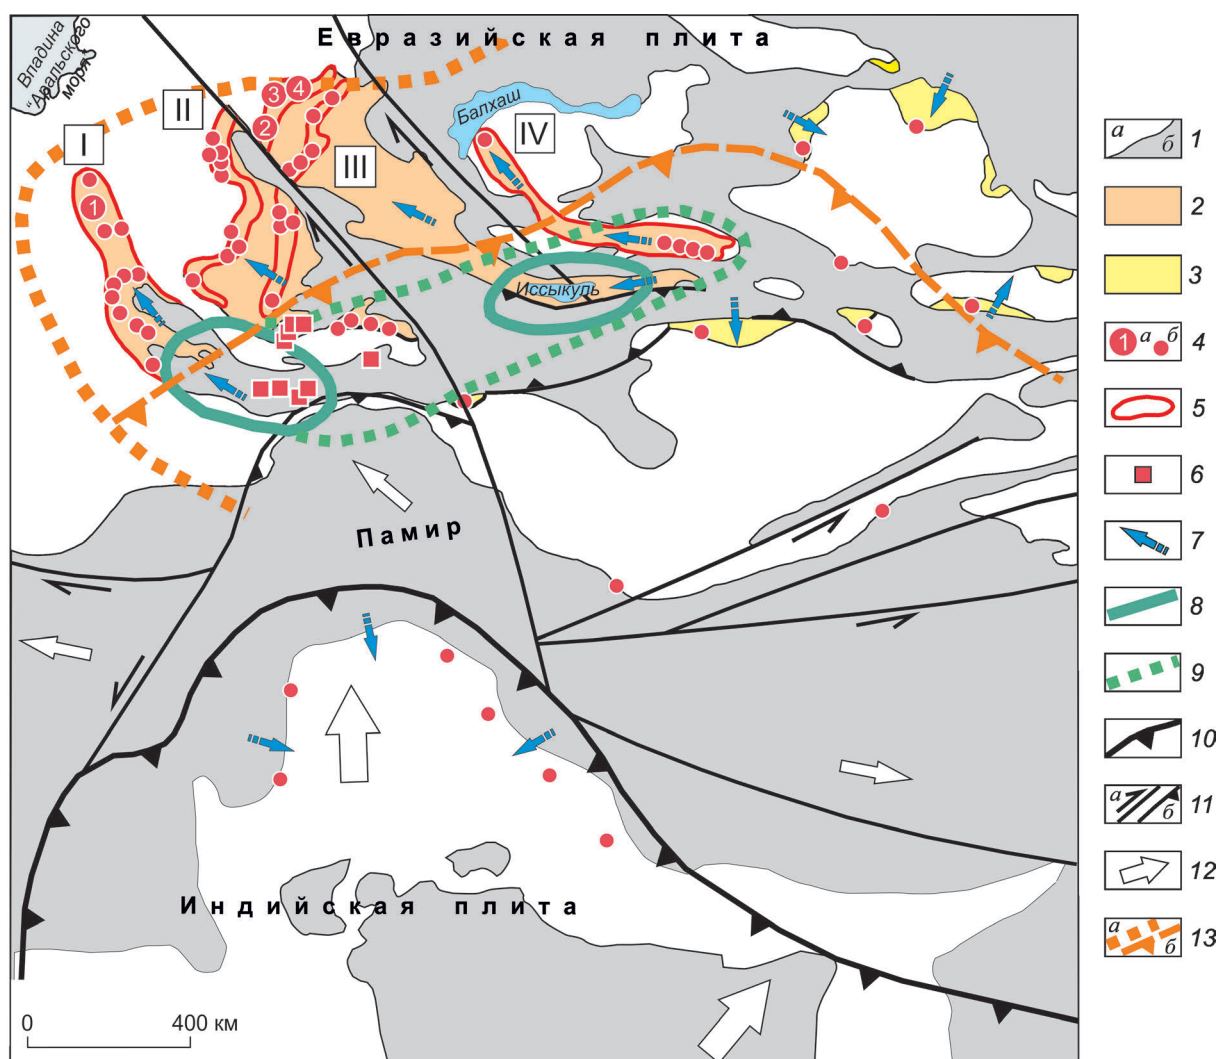 Евразийская плита
Впадина
"Аральского
моря"
I
II
III
IV
1
2
3
4
Балхаш
Иссыкуль
Памир
Индийская плита
0 400 км
а б 1
2
3
1 а б 4
5
6
7
8
9
10
а б 11
12
а б 13